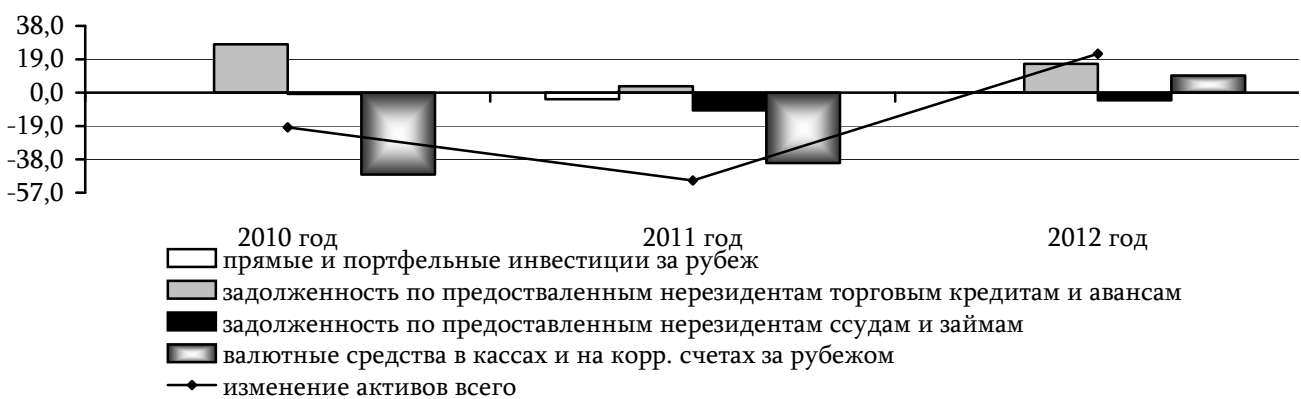 38,0
19,0
0,0
-19,0
-38,0
-57,0
2010 год 2011 год 2012 год
прямые и портфельные инвестиции за рубеж
задолженность по предостваленным нерезидентам торговым кредитам и авансам
задолженность по предоставленным нерезидентам ссудам и займам
валютные средства в кассах и на корр. счетах за рубежом
изменение активов всего